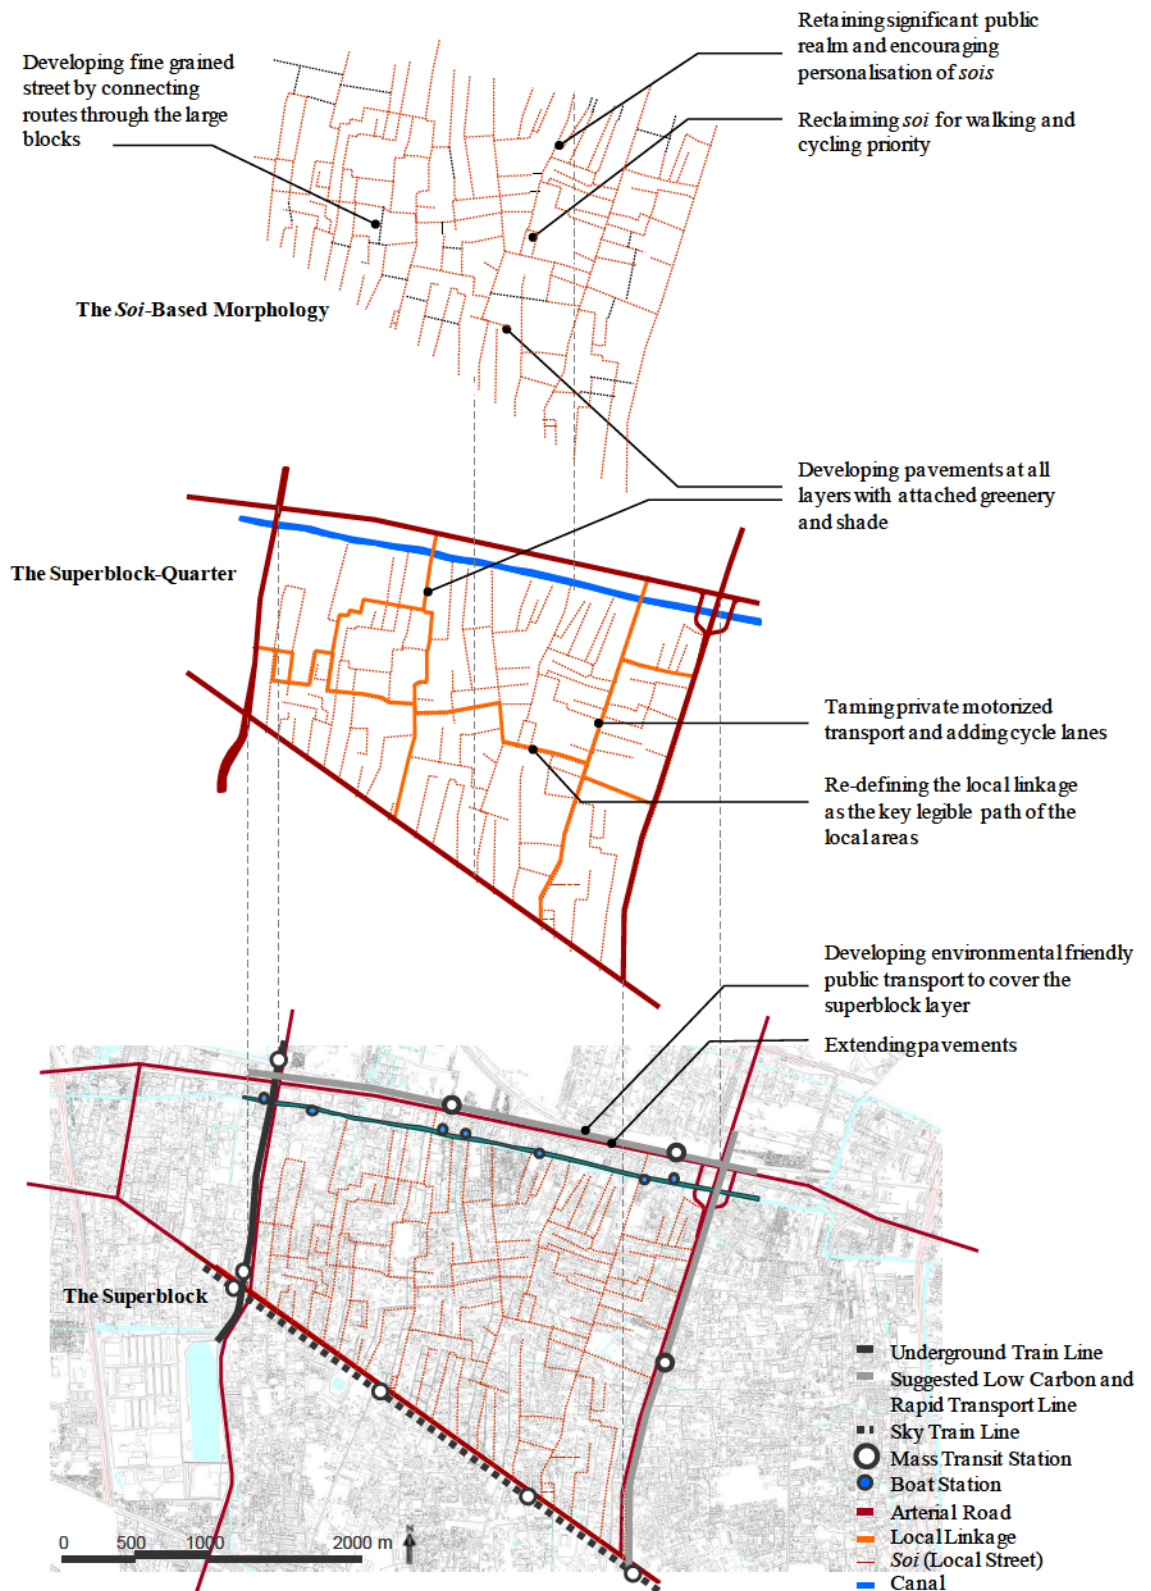 Retaining significant public
realm and encouraging
personalisation of sois
Developing fine grained
street by connecting
routes through the large
blocks
Reclaiming soi for walking and
cycling priority
The Soi-Based Morphology
Developing pavements at all
layers with attached greenery
and shade
The Superblock-Quarter
Taming private motorized
transport and adding cycle lanes
Re-defining the local linkage
as the key legible path of the
local areas
Developing environmental friendly
public transport to cover the
superblock layer
Extending pavements
The Superblock
Underground Train Line
Suggested Low Carbon and
Rapid Transport Line
Sky Train Line
Mass Transit Station
Boat Station
Arterial Road
Local Linkage
Soi (Local Street)
Canal
0 500 1000 2000 m
N